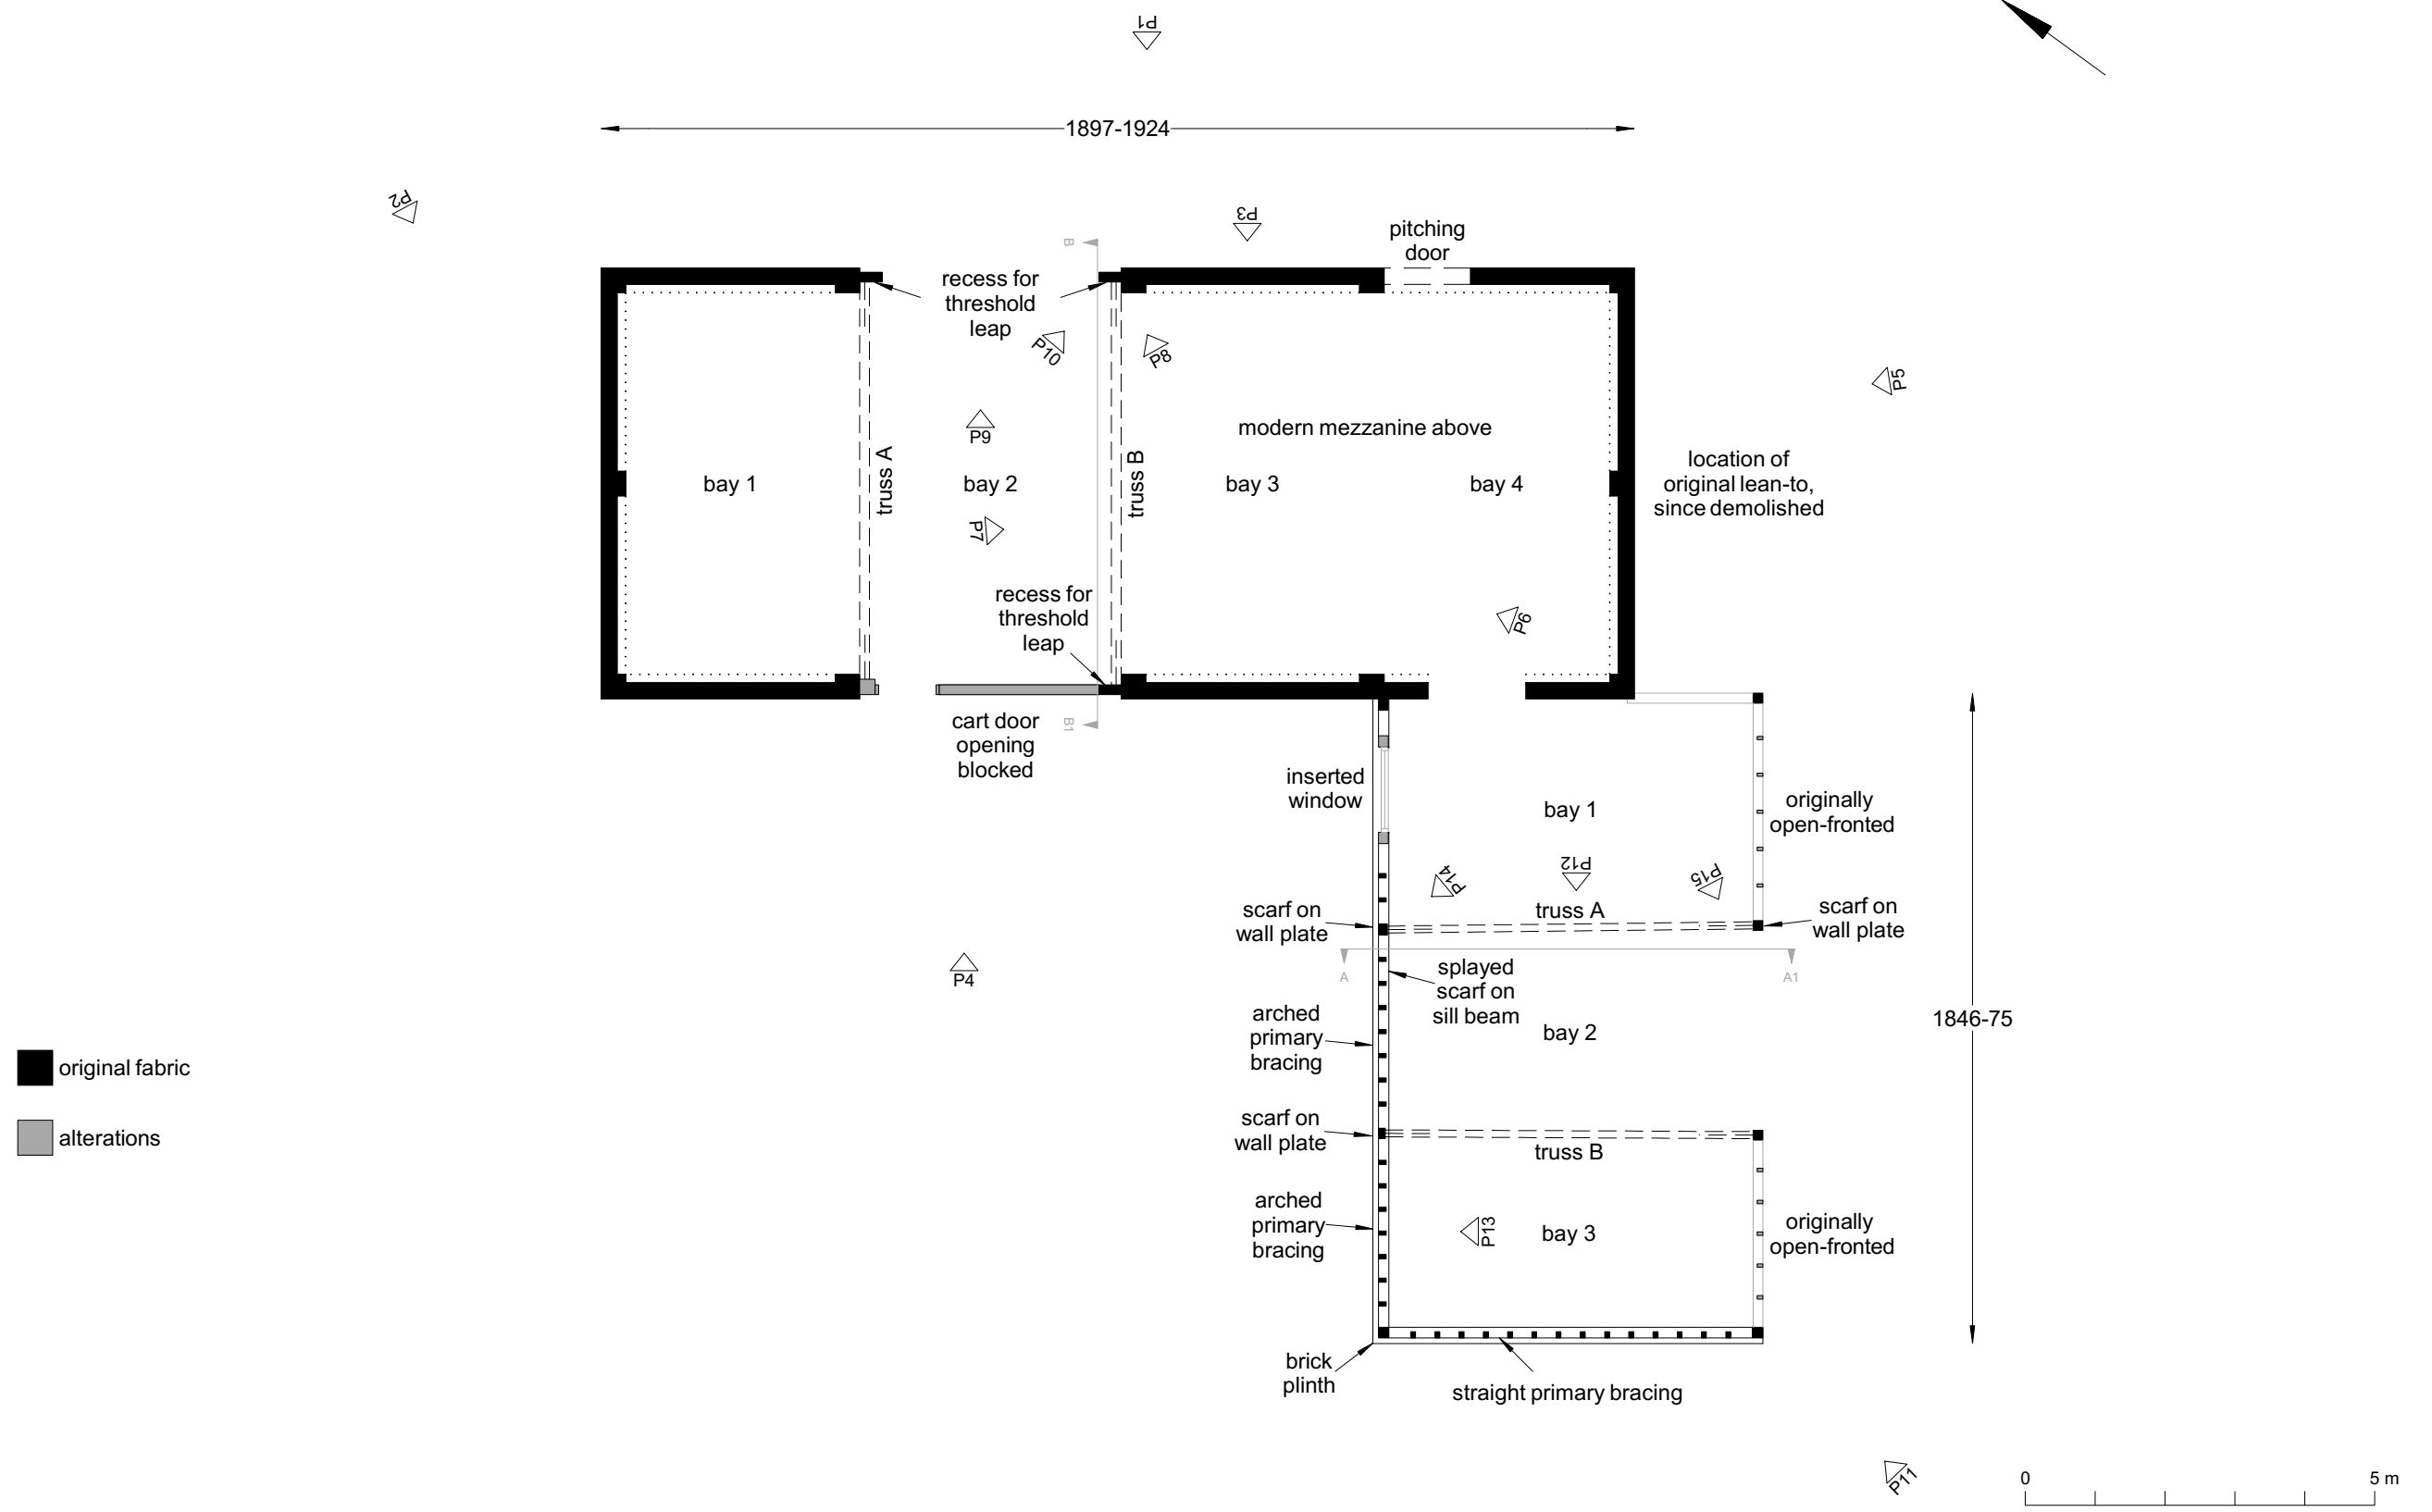 P1
1897-1924
P2
P3
pitching
door
B
recess for
threshold
leap
P10
P8
P5
P9
modern mezzanine above
truss A
truss B
bay 1
bay 2
bay 3
bay 4
location of
original lean-to,
since demolished
P7
recess for
threshold
leap
P6
cart door
opening
blocked
B1
inserted
window
bay 1
originally
open-fronted
P14
P12
P15
scarf on
wall plate
truss A
scarf on
wall plate
P4
A
A1
splayed
scarf on
sill beam
arched
primary
bracing
bay 2
1846-75
original fabric
alterations
scarf on
wall plate
truss B
arched
primary
bracing
P13
bay 3
originally
open-fronted
brick
plinth
straight primary bracing
P11
0
5 m